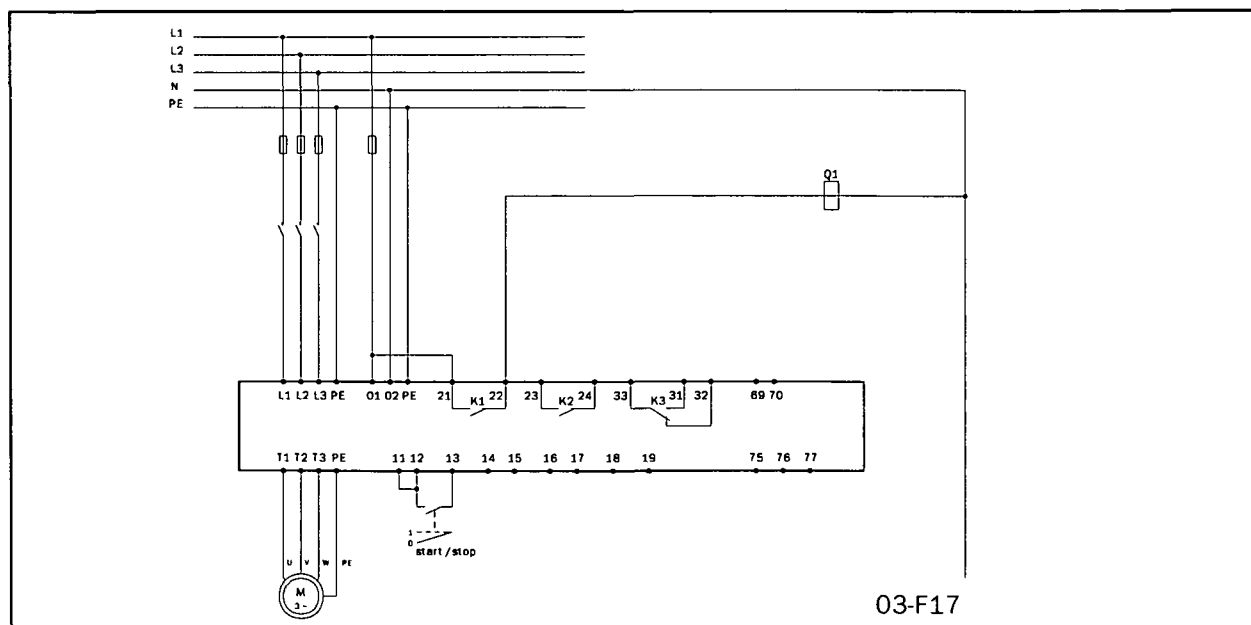 L1
L2
L3
N
PE
Q1
L1 L2 L3 PE 01 02 PE 21 K1 22 23 K2 24 33 K3 31 32 69 70
T1 T2 T3 PE 11 12 13 14 15 16 17 18 19 75 76 77
1
0
start/stop
U V W PE
M
3~
03-F17